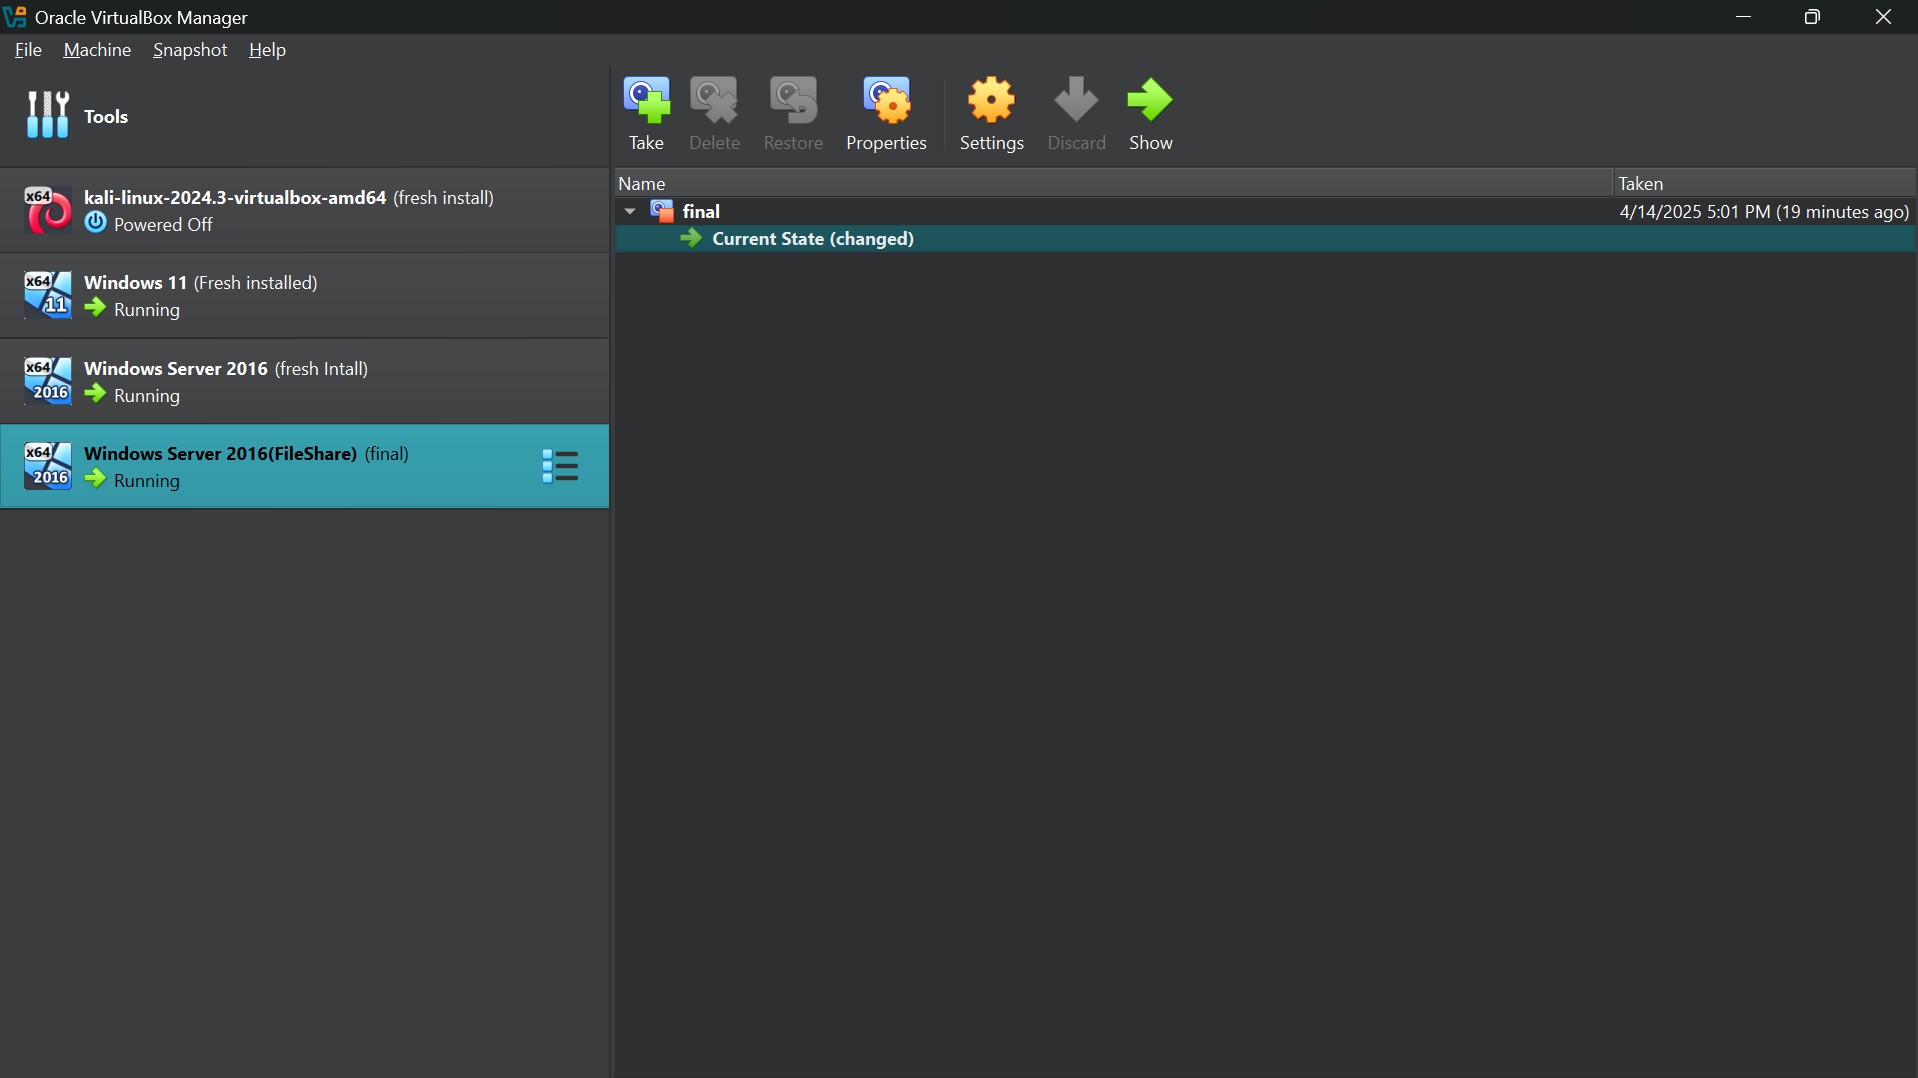 Oracle VirtualBox Manager
File Machine Snapshot Help
Tools
Take Delete Restore Properties Settings Discard Show
x64 kali-linux-2024.3-virtualbox-amd64 (fresh install)
Powered Off
x64 11 Windows 11 (Fresh installed)
Running
x64 2016 Windows Server 2016 (fresh Intall)
Running
x64 2016 Windows Server 2016(FileShare) (final)
Running
Name Taken
final 4/14/2025 5:01 PM (19 minutes ago)
Current State (changed)